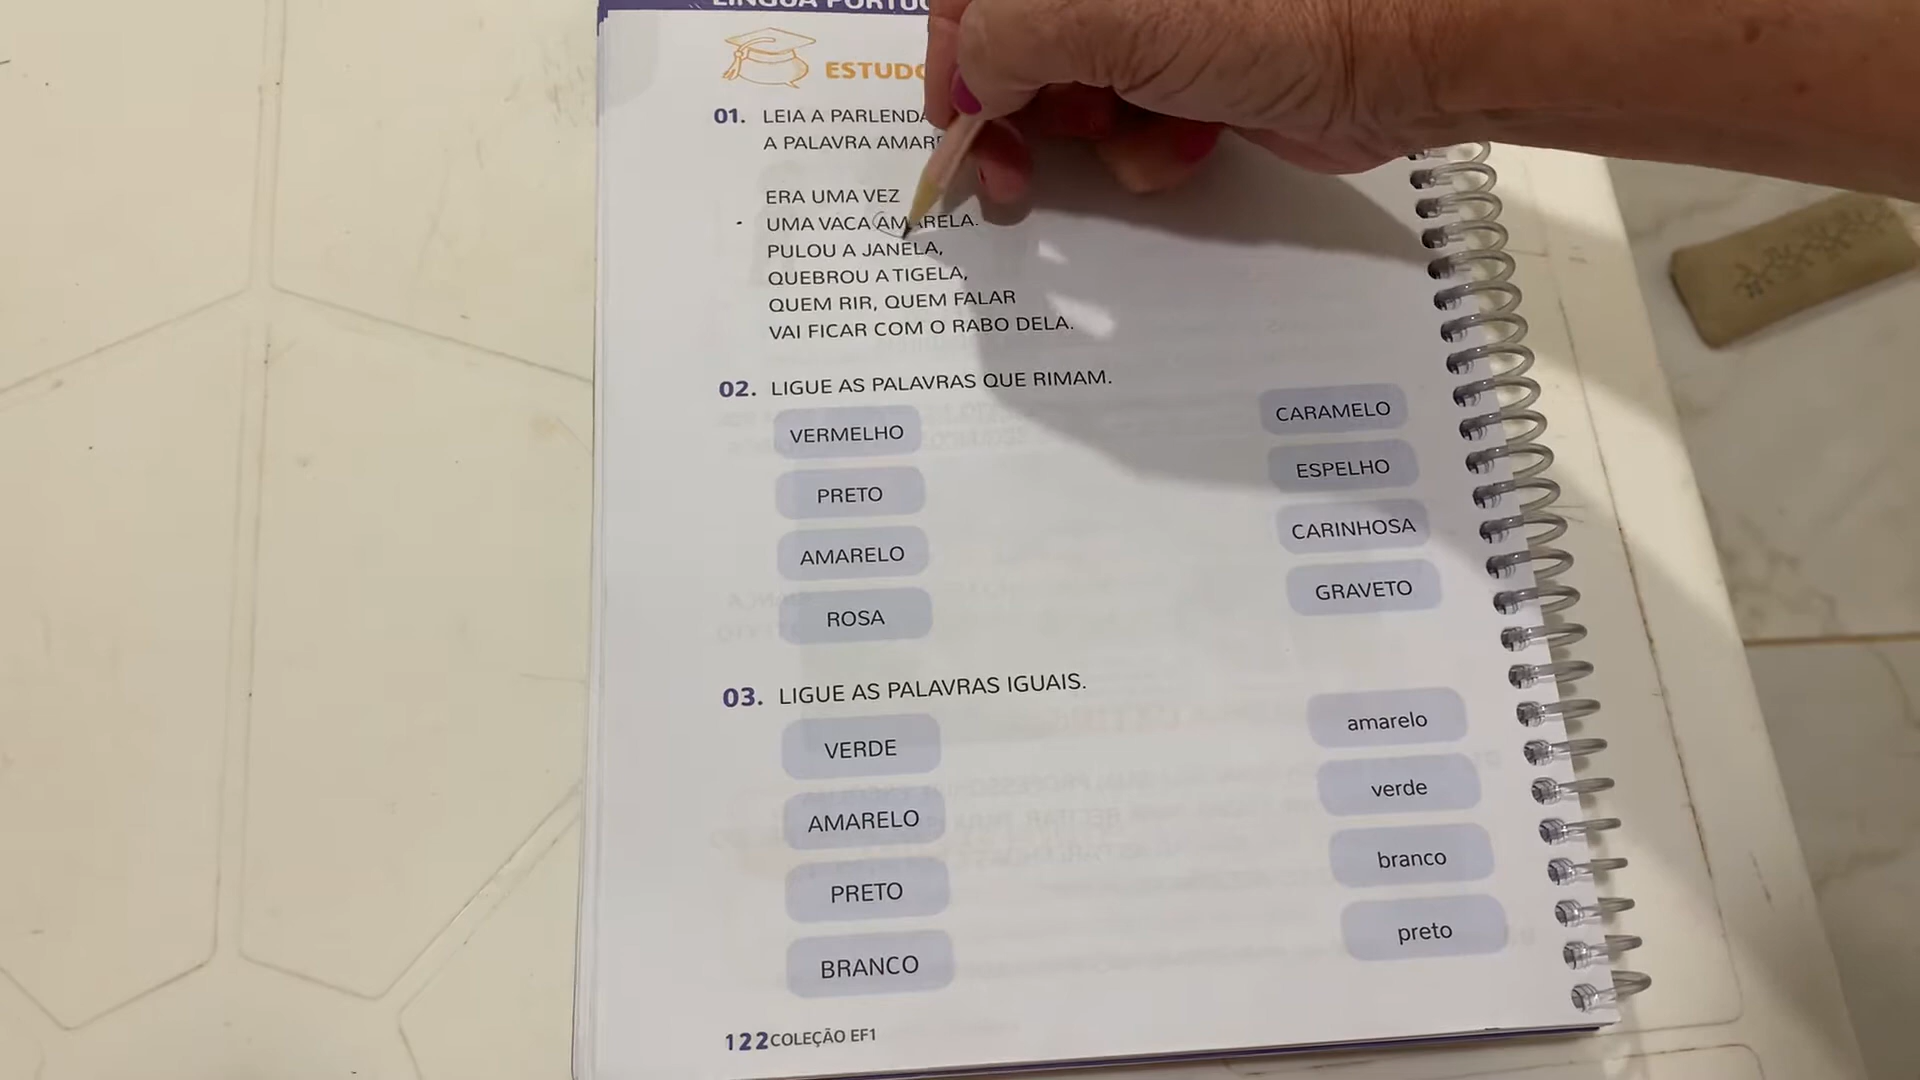 LÍNGUA
01. LEIA A PARLENDA
A PALAVRA
ERA UMA VEZ
UMA VACA AMARELA.
PULOU A JANELA,
QUEBROU A TIGELA,
QUEM RIR, QUEM FALAR
VAI FICAR COM O RABO DELA.
02. LIGUE AS PALAVRAS QUE RIMAM.
VERMELHO CARAMELO
PRETO ESPELHO
AMARELO CARINHOSA
ROSA GRAVETO
03. LIGUE AS PALAVRAS IGUAIS.
VERDE amarelo
AMARELO verde
PRETO branco
BRANCO preto
122 COLEÇÃO EF1